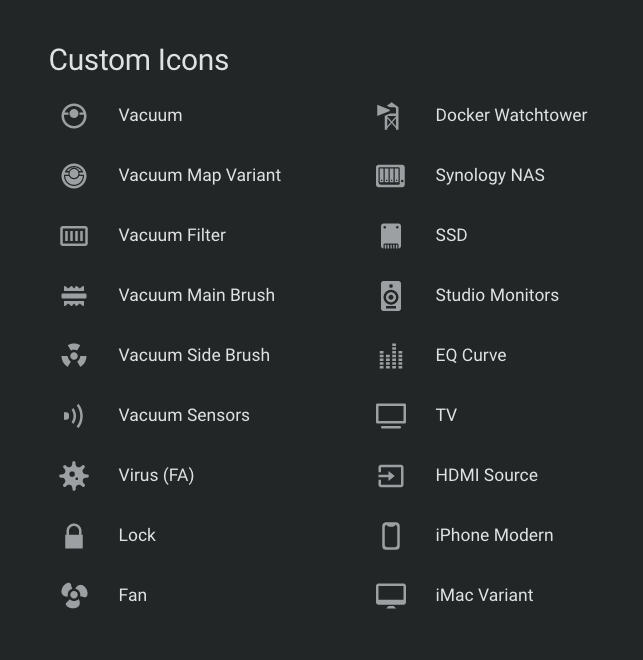 Custom Icons
Vacuum
Vacuum Map Variant
Vacuum Filter
Vacuum Main Brush
Vacuum Side Brush
Vacuum Sensors
Virus (FA)
Lock
Fan
Docker Watchtower
Synology NAS
SSD
Studio Monitors
EQ Curve
TV
HDMI Source
iPhone Modern
iMac Variant